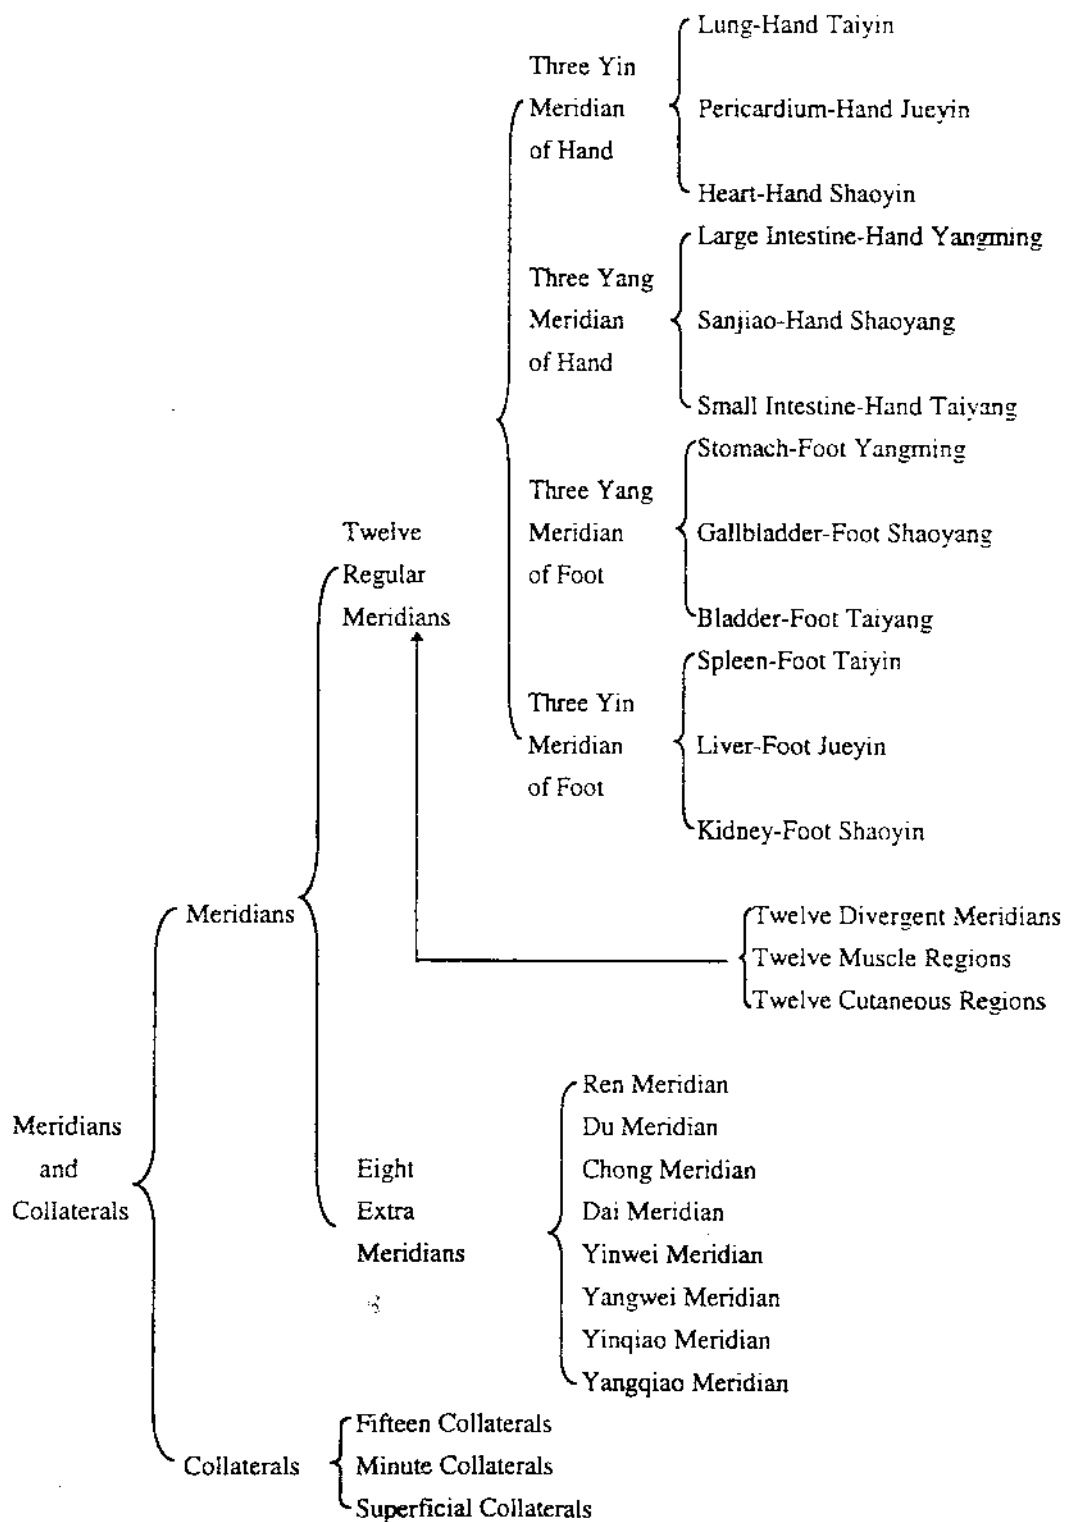 Meridians
and
Collaterals
Meridians
Twelve
Regular
Meridians
Three Yin
Meridian
of Hand
Lung-Hand Taiyin
Pericardium-Hand Jueyin
Heart-Hand Shaoyin
Three Yang
Meridian
of Hand
Large Intestine-Hand Yangming
Sanjiao-Hand Shaoyang
Small Intestine-Hand Taiyang
Three Yang
Meridian
of Foot
Stomach-Foot Yangming
Gallbladder-Foot Shaoyang
Bladder-Foot Taiyang
Three Yin
Meridian
of Foot
Spleen-Foot Taiyin
Liver-Foot Jueyin
Kidney-Foot Shaoyin
Twelve Divergent Meridians
Twelve Muscle Regions
Twelve Cutaneous Regions
Eight
Extra
Meridians
Ren Meridian
Du Meridian
Chong Meridian
Dai Meridian
Yinwei Meridian
Yangwei Meridian
Yinqiao Meridian
Yangqiao Meridian
Collaterals
Fifteen Collaterals
Minute Collaterals
Superficial Collaterals